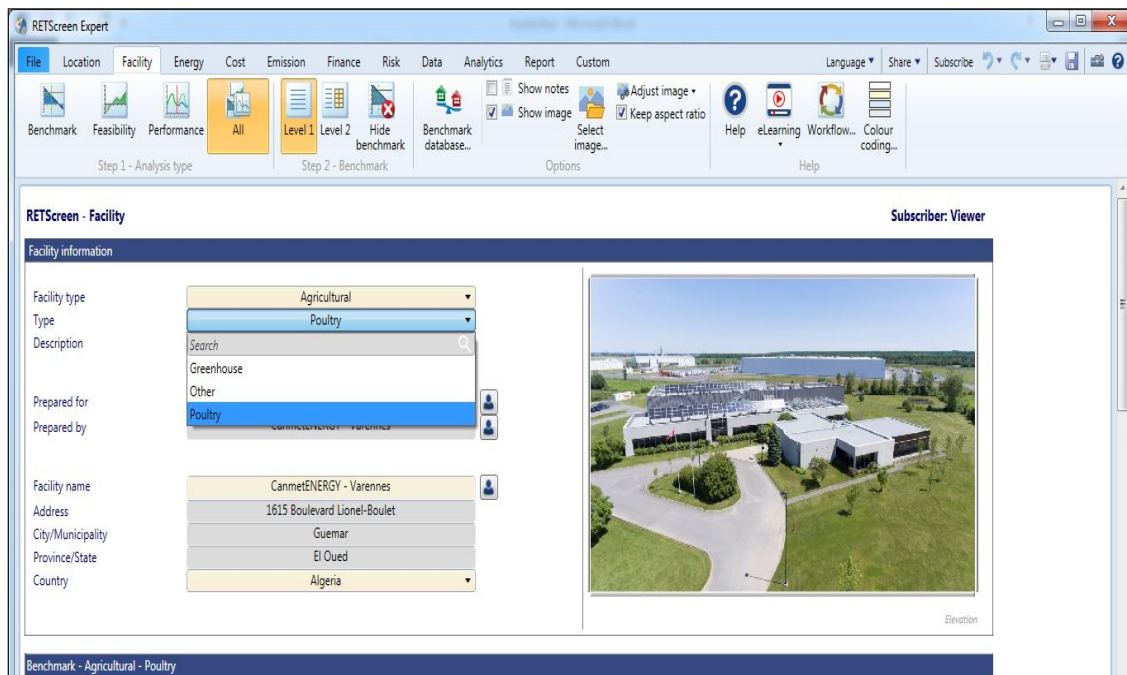 RETScreen Expert
File Location Facility Energy Cost Emission Finance Risk Data Analytics Report Custom Language Share Subscribe
Benchmark Feasibility Performance All
Step 1 - Analysis type
Level 1 Level 2 Hide benchmark
Step 2 - Benchmark
Benchmark database...
Show notes
Show image
Select image...
Adjust image
Keep aspect ratio
Options
Help eLearning Workflow... Colour coding...
Help
RETScreen - Facility Subscriber: Viewer
Facility information
Facility type Agricultural
Type Poultry
Description Search
Greenhouse
Other
Prepared for Poultry
Prepared by CanmetENERGY - Varennes
Facility name CanmetENERGY - Varennes
Address 1615 Boulevard Lionel-Boulet
City/Municipality Guemar
Province/State El Oued
Country Algeria
Elevation
Benchmark - Agricultural - Poultry